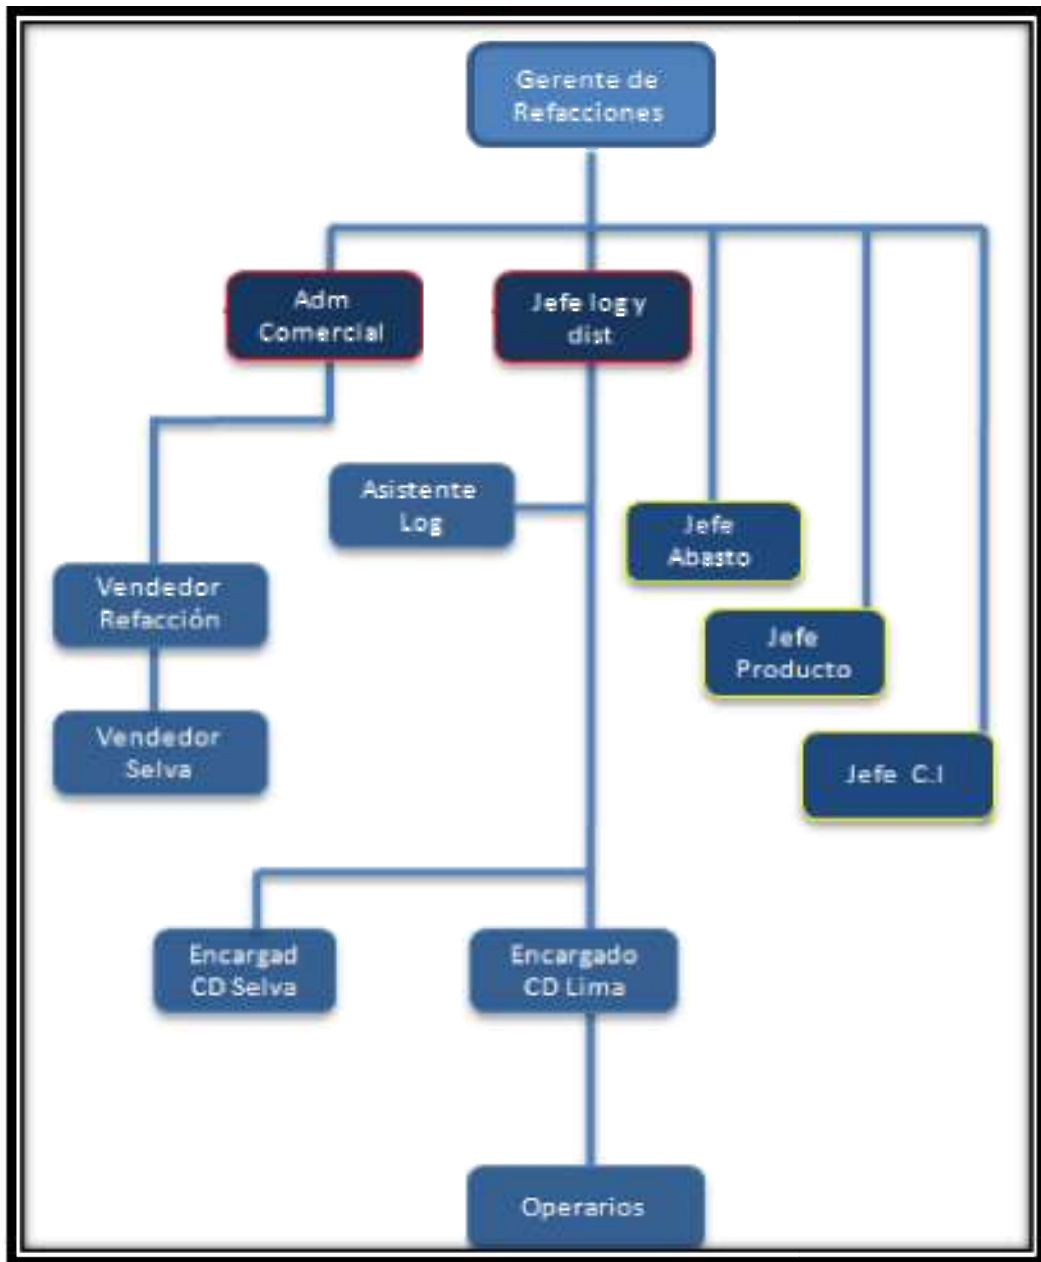 Gerente de
Refacciones
Adm
Comercial
Jefe log y
dist
Asistente
Log
Jefe
Abasto
Vendedor
Refacción
Jefe
Producto
Vendedor
Selva
Jefe C.I
Encargad
CD Selva
Encargado
CD Lima
Operarios